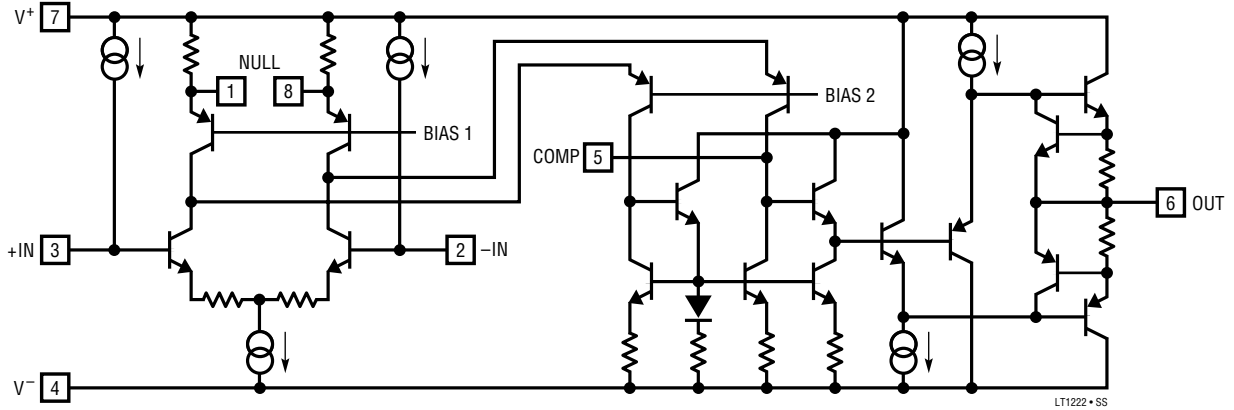 V+ 7
NULL
1
8
BIAS 1
BIAS 2
COMP 5
+IN 3
2 –IN
6 OUT
V– 4
LT1222 • SS